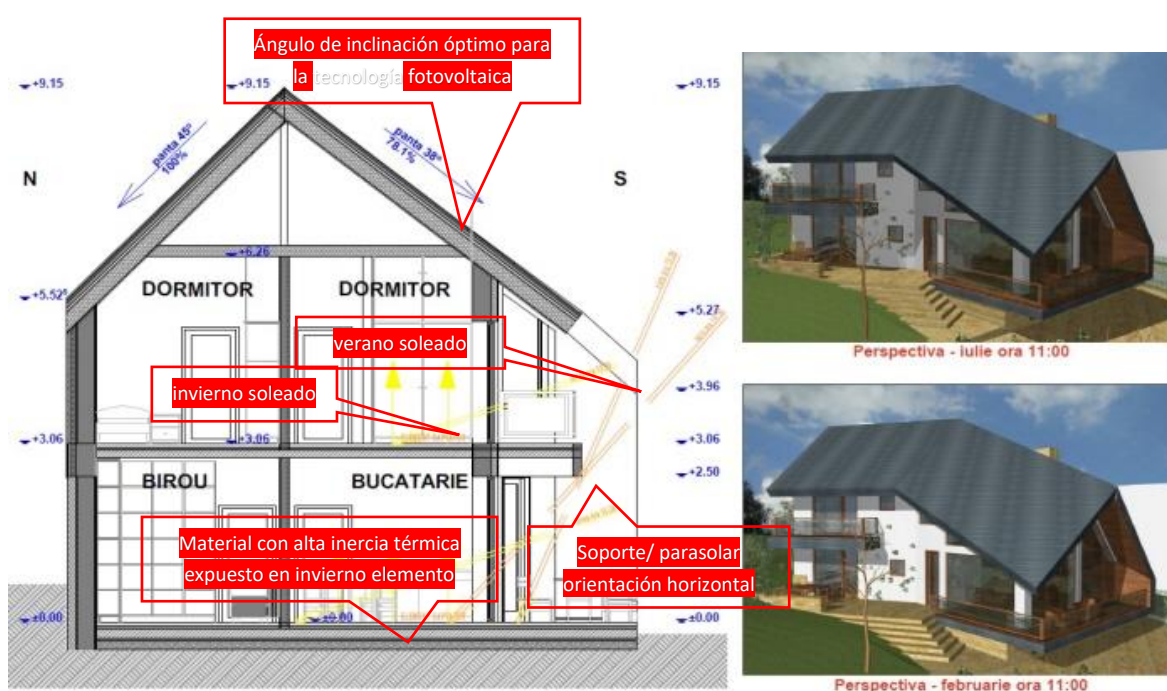 Ángulo de inclinación óptimo para
la tecnología fotovoltaica
+9.15
+9.15
+9.15
panta 45°
100%
panta 38°
78.1%
N
S
+6.26
DORMITOR
DORMITOR
+5.52⁵
+5.27
verano soleado
invierno soleado
+3.96
+3.06
+3.06
+3.06
+2.50
BIROU
BUCATARIE
Material con alta inercia térmica
expuesto en invierno elemento
Soporte/ parasolar
orientación horizontal
±0.00
±0.00
±0.00
Perspectiva - iulie ora 11:00
Perspectiva - februarie ora 11:00